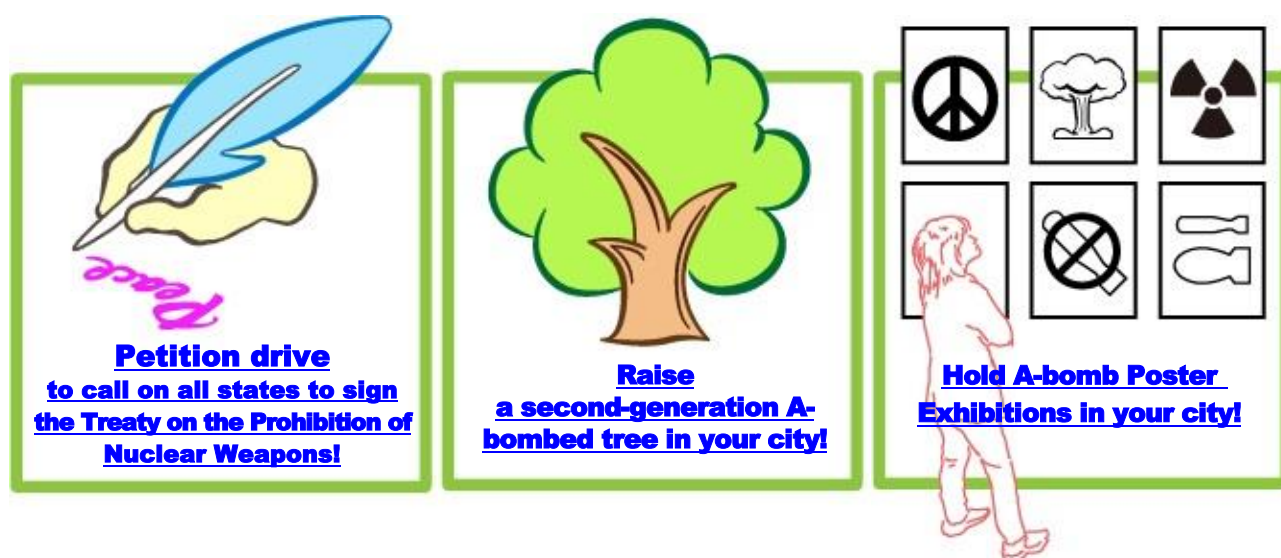 Peace
Petition drive
to call on all states to sign
the Treaty on the Prohibition of
Nuclear Weapons!
Raise
a second-generation A-
bombed tree in your city!
Hold A-bomb Poster
Exhibitions in your city!